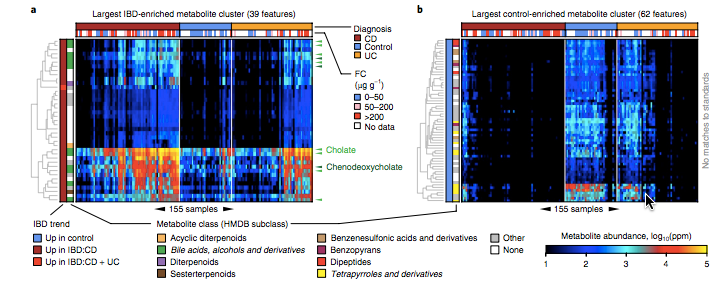 a
Largest IBD-enriched metabolite cluster (39 features)
Diagnosis
CD
Control
UC
FC
(μg g⁻¹)
0–50
50–200
>200
No data
Cholate
Chenodeoxycholate
155 samples
b
Largest control-enriched metabolite cluster (62 features)
No matches to standards
155 samples
IBD trend
Up in control
Up in IBD:CD
Up in IBD:CD + UC
Metabolite class (HMDB subclass)
Acyclic diterpenoids
Bile acids, alcohols and derivatives
Diterpenoids
Sesterterpenoids
Benzenesulfonic acids and derivatives
Benzopyrans
Dipeptides
Tetrapyrroles and derivatives
Other
None
Metabolite abundance, log₁₀(ppm)
1 2 3 4 5